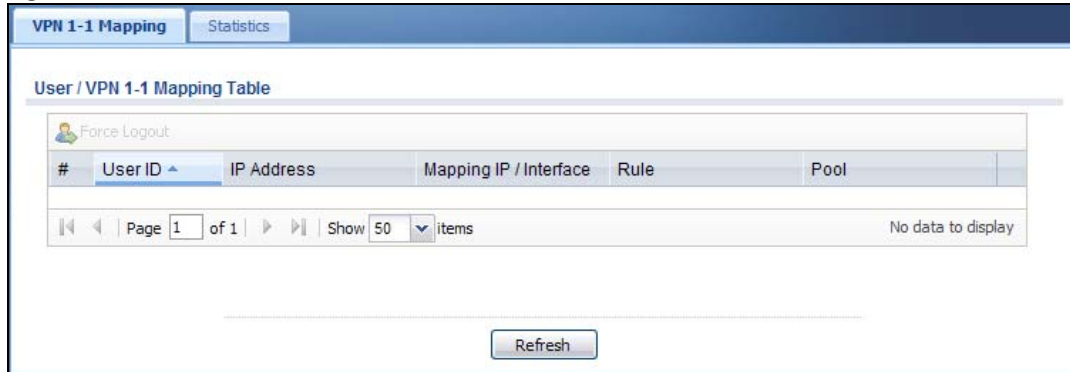 VPN 1-1 Mapping Statistics
User / VPN 1-1 Mapping Table
Force Logout
# User ID IP Address Mapping IP / Interface Rule Pool
Page 1 of 1 Show 50 items No data to display
Refresh